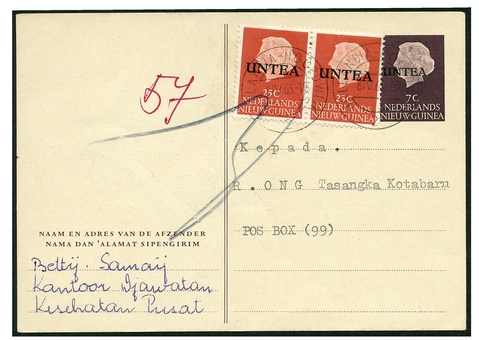 57
UNTEA UNTEA UNTEA
25C 25C 7C
NEDERLANDS NEDERLANDS NEDERLANDS
NIEUW-GUINEA NIEUW-GUINEA NIEUW-GUINEA
Kepada.
R. ONG Tasangka Kotabaru
POS BOX (99)
NAAM EN ADRES VAN DE AFZENDER
NAMA DAN 'ALAMAT SIPENGIRIM
Bettij. Samaij
Kantoor Djawatan
Kesehatan Pusat